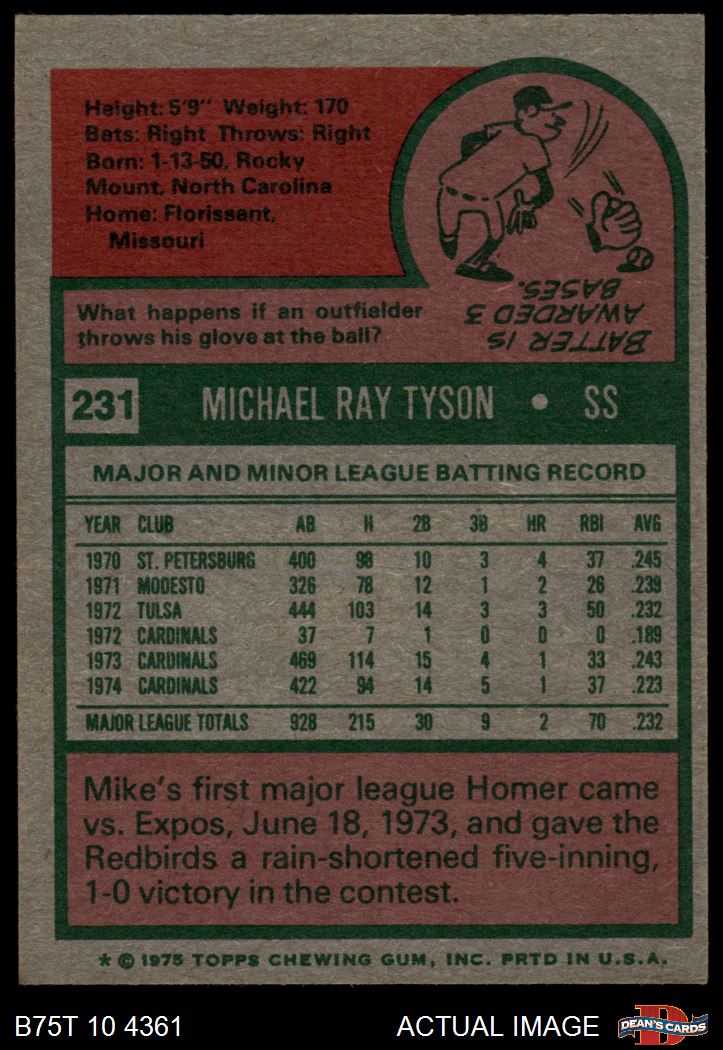 Height: 5'9" Weight: 170
Bats: Right Throws: Right
Born: 1-13-50, Rocky
Mount, North Carolina
Home: Florissant,
Missouri
What happens if an outfielder
throws his glove at the ball?
BATTER IS
AWARDED 3
BASES.
231 MICHAEL RAY TYSON • SS
MAJOR AND MINOR LEAGUE BATTING RECORD
YEAR CLUB AB H 2B 3B HR RBI AVG
1970 ST. PETERSBURG 400 98 10 3 4 37 .245
1971 MODESTO 326 78 12 1 2 26 .239
1972 TULSA 444 103 14 3 3 50 .232
1972 CARDINALS 37 7 1 0 0 0 .189
1973 CARDINALS 469 114 15 4 1 33 .243
1974 CARDINALS 422 94 14 5 1 37 .223
MAJOR LEAGUE TOTALS 928 215 30 9 2 70 .232
Mike's first major league Homer came
vs. Expos, June 18, 1973, and gave the
Redbirds a rain-shortened five-inning,
1-0 victory in the contest.
* © 1975 TOPPS CHEWING GUM, INC. PRTD IN U.S.A.
B75T 10 4361 ACTUAL IMAGE
D
DEAN'S CARDS